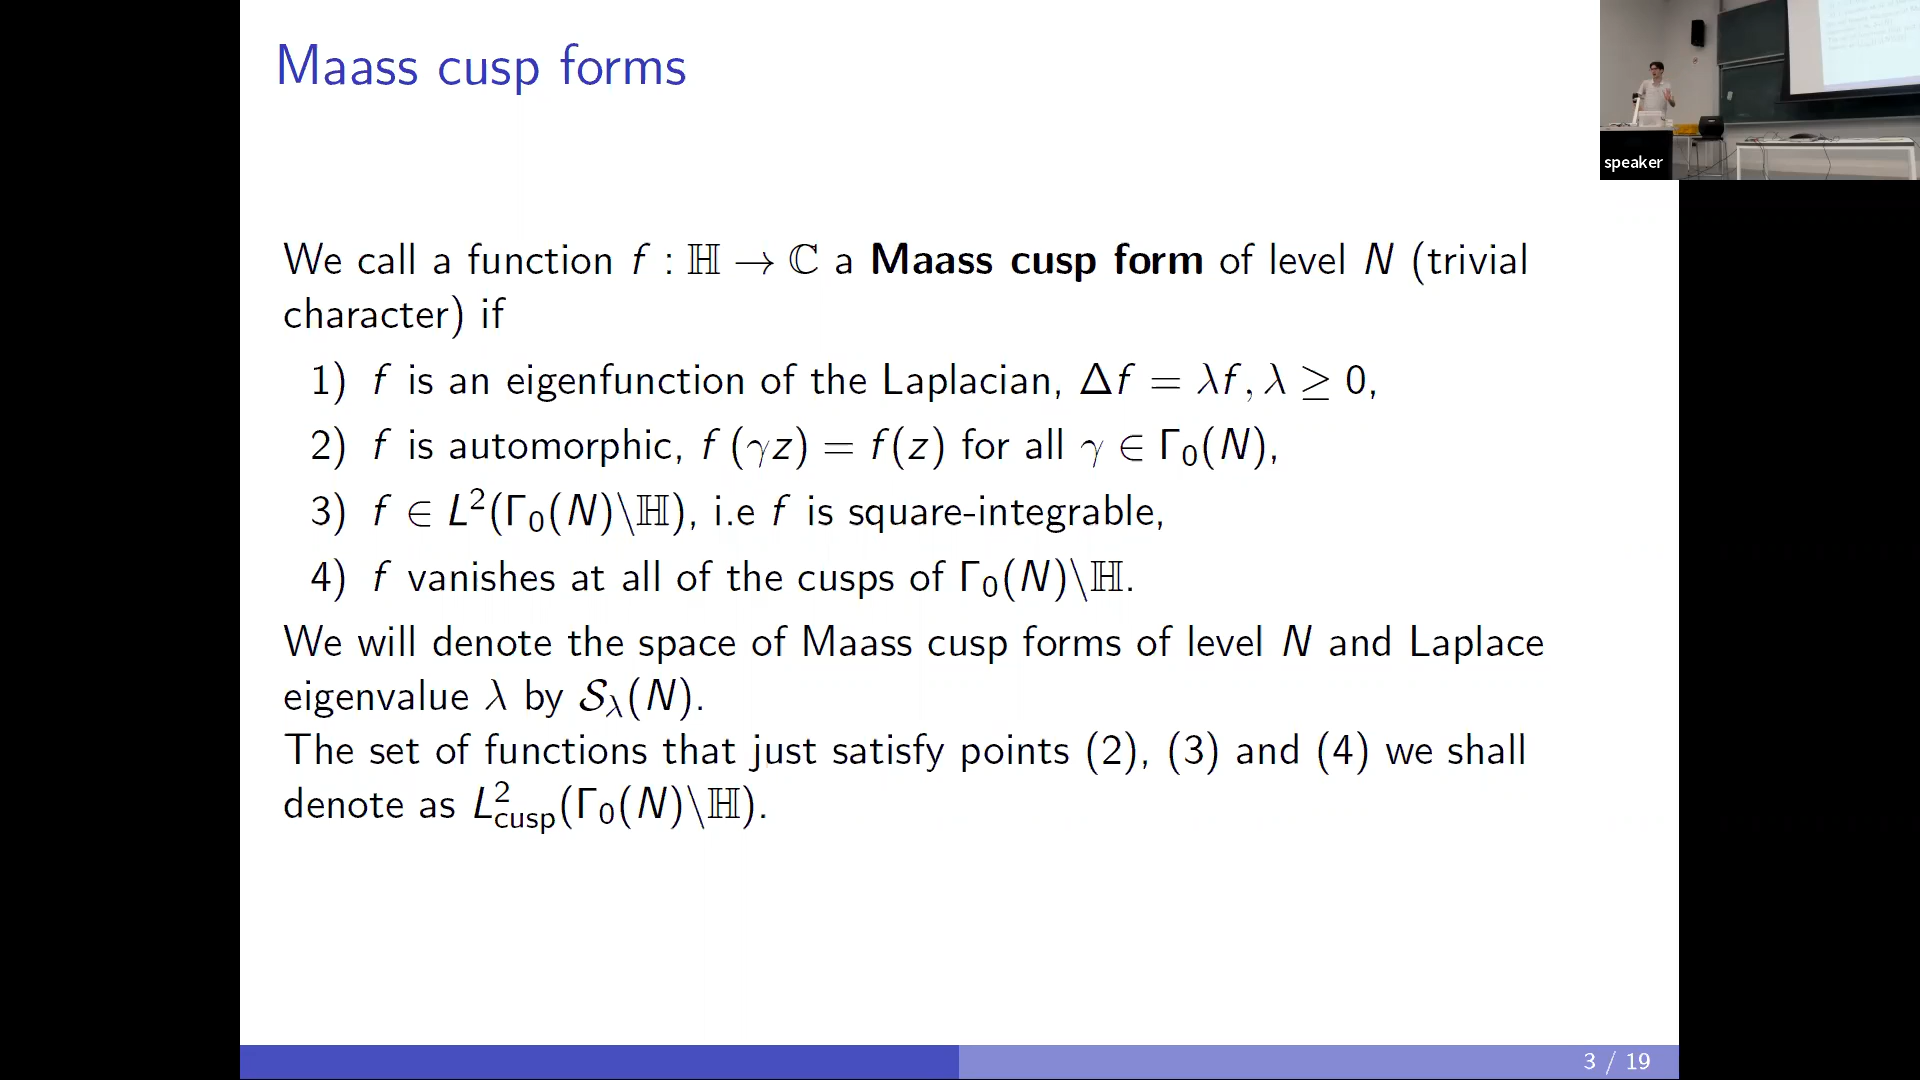 Maass cusp forms
speaker
We call a function f : ℍ → ℂ a Maass cusp form of level N (trivial
character) if
1) f is an eigenfunction of the Laplacian, Δf = λf, λ ≥ 0,
2) f is automorphic, f (γz) = f(z) for all γ ∈ Γ₀(N),
3) f ∈ L²(Γ₀(N)\ℍ), i.e f is square-integrable,
4) f vanishes at all of the cusps of Γ₀(N)\ℍ.
We will denote the space of Maass cusp forms of level N and Laplace
eigenvalue λ by 𝒮_λ(N).
The set of functions that just satisfy points (2), (3) and (4) we shall
denote as L²_cusp(Γ₀(N)\ℍ).
3 / 19